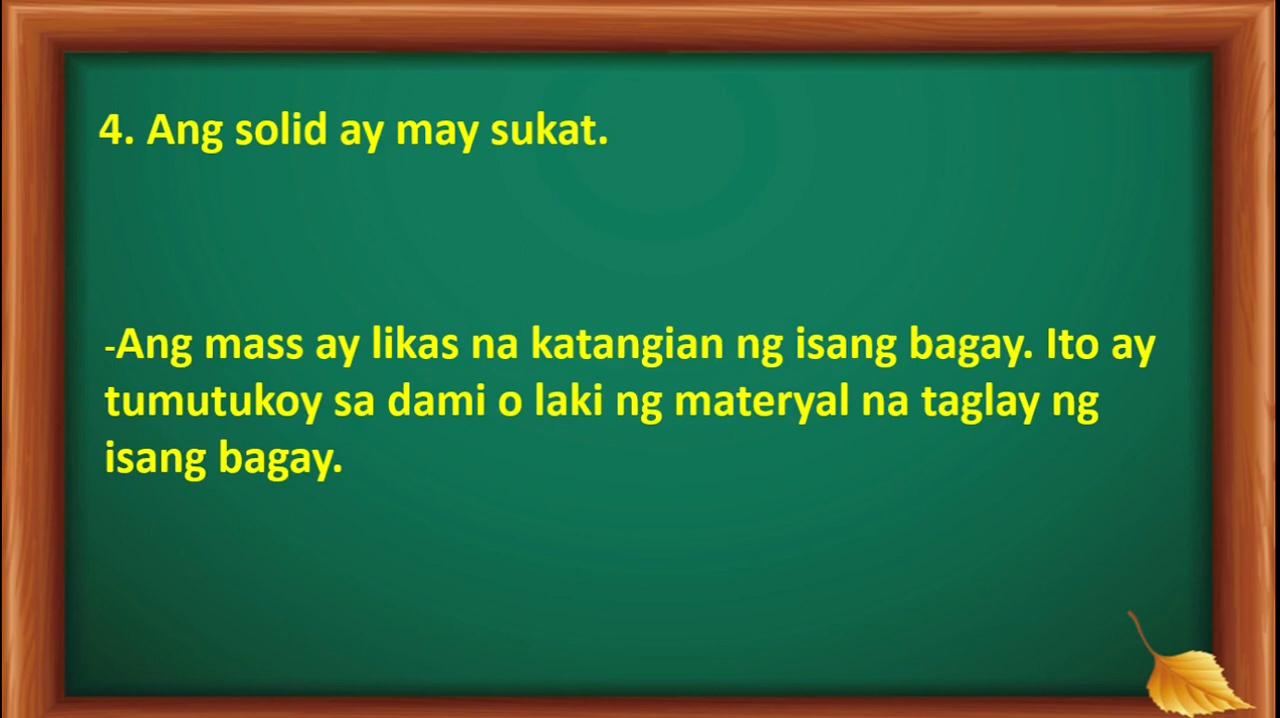 4. Ang solid ay may sukat.
-Ang mass ay likas na katangian ng isang bagay. Ito ay
tumutukoy sa dami o laki ng materyal na taglay ng
isang bagay.